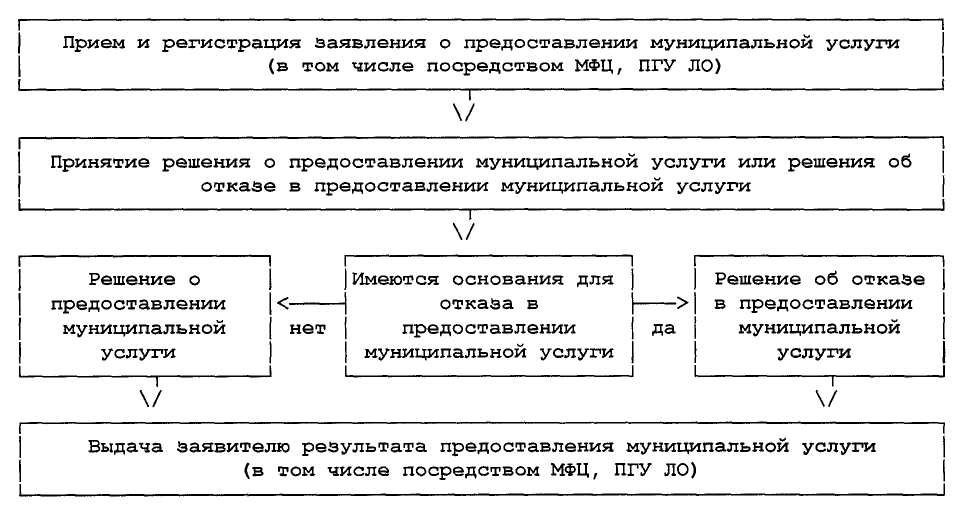 Прием и регистрация заявления о предоставлении муниципальной услуги
(в том числе посредством МФЦ, ПГУ ЛО)
Принятие решения о предоставлении муниципальной услуги или решения об
отказе в предоставлении муниципальной услуги
Решение о
предоставлении
муниципальной
услуги
нет
Имеются основания для
отказа в
предоставлении
муниципальной услуги
да
Решение об отказе
в предоставлении
муниципальной
услуги
Выдача заявителю результата предоставления муниципальной услуги
(в том числе посредством МФЦ, ПГУ ЛО)